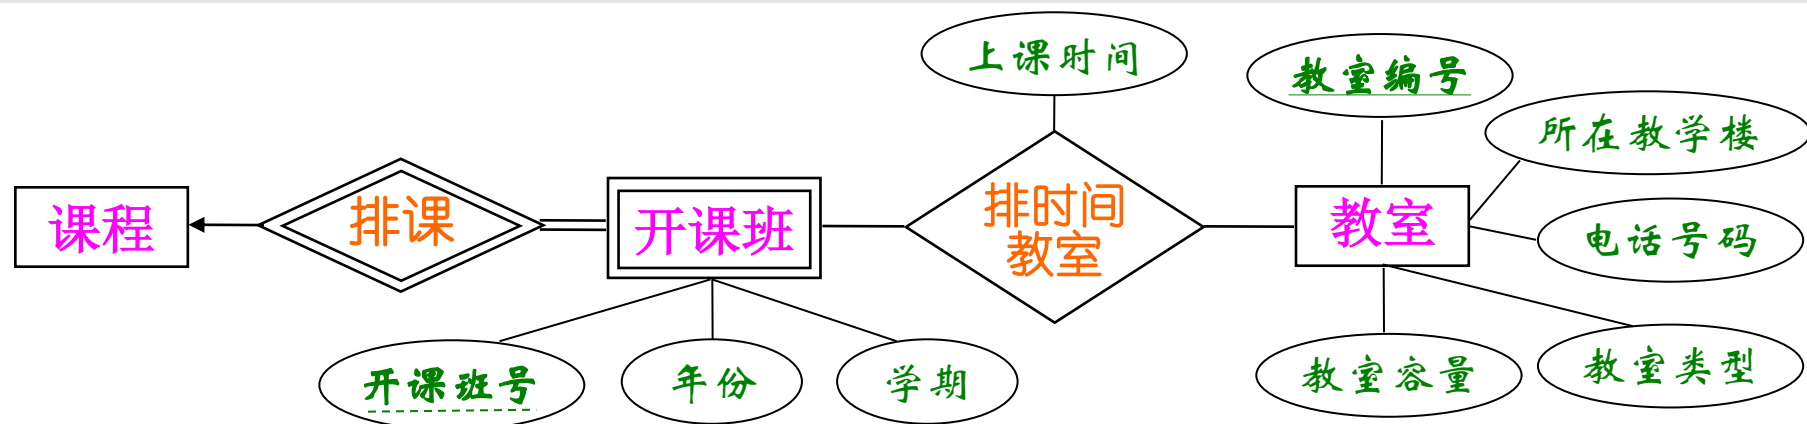 上课时间
教室编号
所在教学楼
课程
排课
开课班
排时间
教室
教室
电话号码
开课班号
年份
学期
教室容量
教室类型